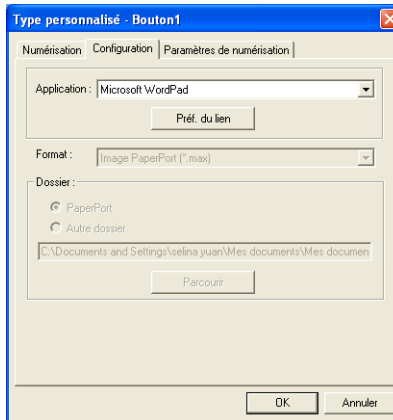 Type personnalisé - Bouton1
Numérisation Configuration Paramètres de numérisation
Application : Microsoft WordPad
Préf. du lien
Format : Image PaperPort (*.max)
Dossier :
PaperPort
Autre dossier
C:\Documents and Settings\selina yuan\Mes documents\Mes documen
Parcourir
OK Annuler